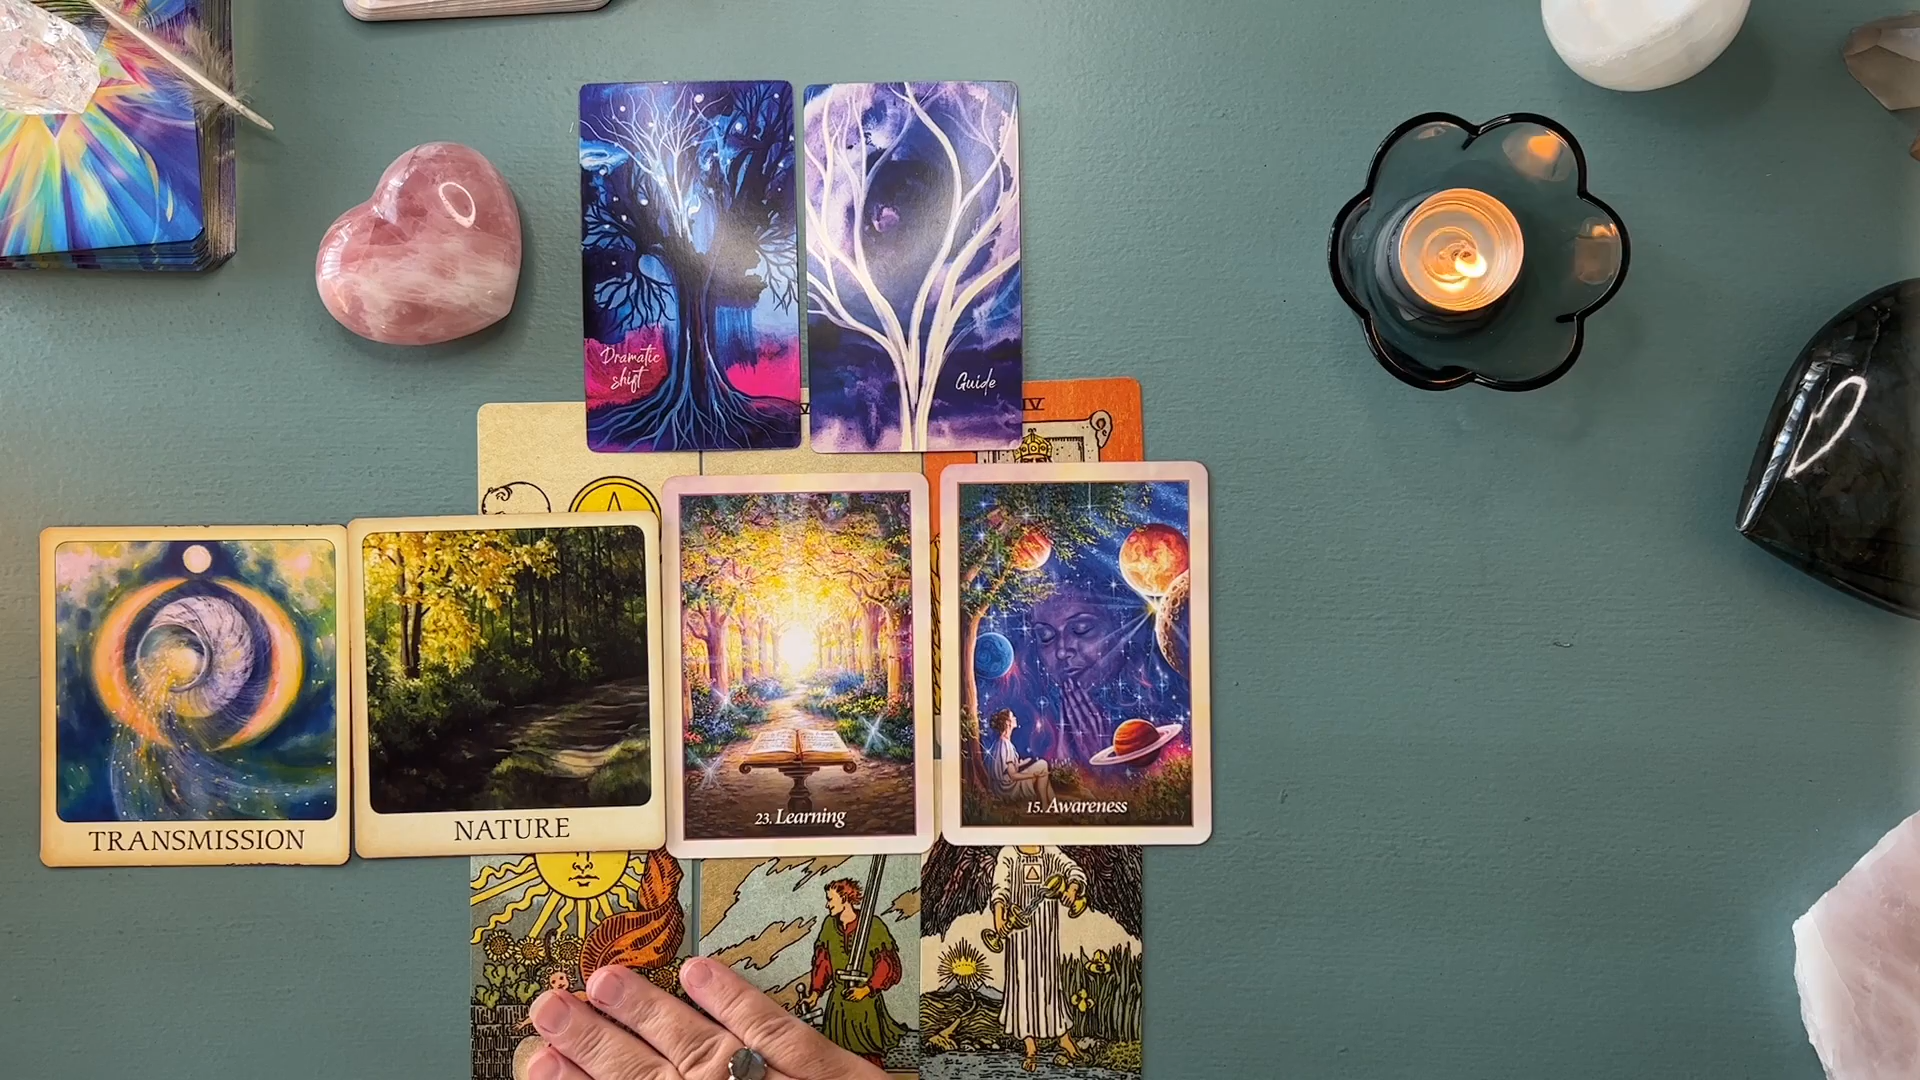 Dramatic
shift
Guide
IV
TRANSMISSION
NATURE
23. Learning
15. Awareness